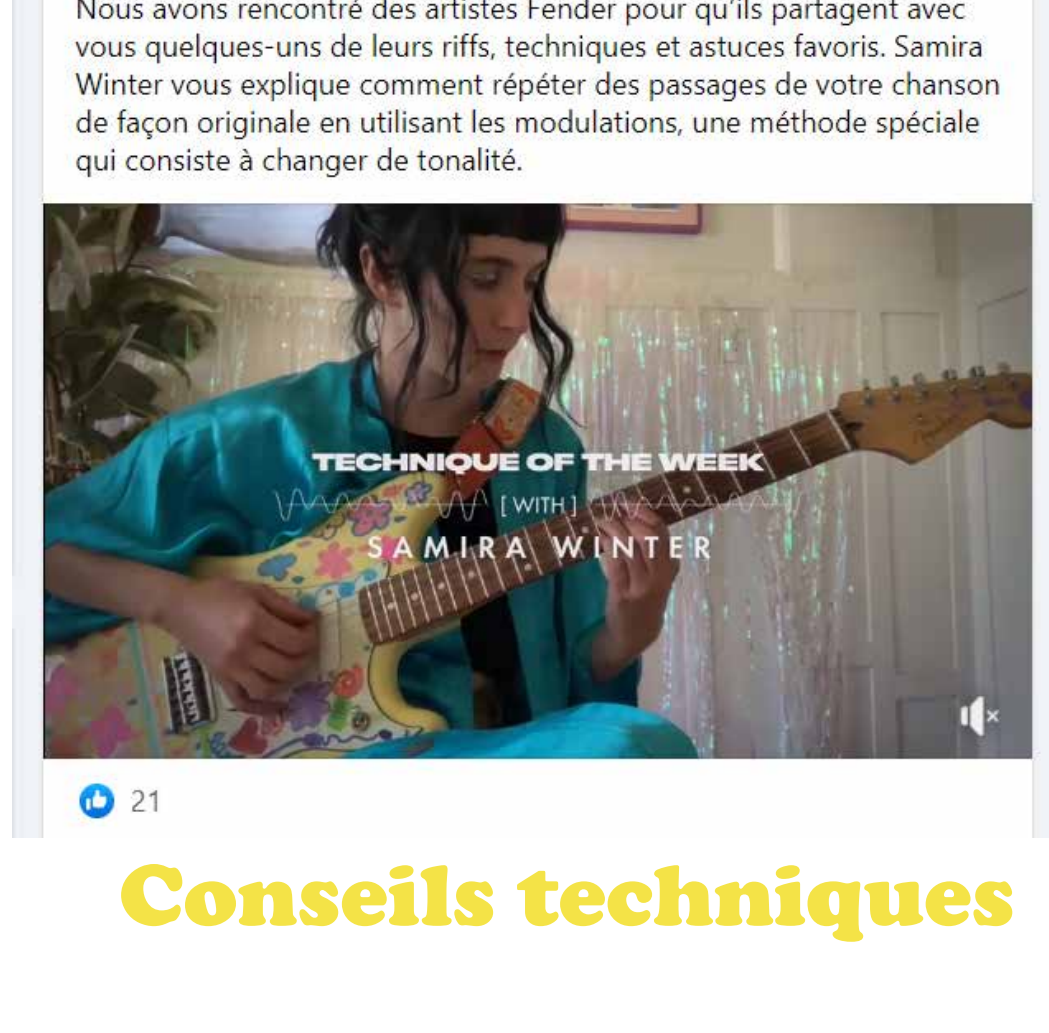 Nous avons rencontré des artistes Fender pour qu'ils partagent avec
vous quelques-uns de leurs riffs, techniques et astuces favoris. Samira
Winter vous explique comment répéter des passages de votre chanson
de façon originale en utilisant les modulations, une méthode spéciale
qui consiste à changer de tonalité.
TECHNIQUE OF THE WEEK
[ WITH ]
SAMIRA WINTER
21
Conseils techniques